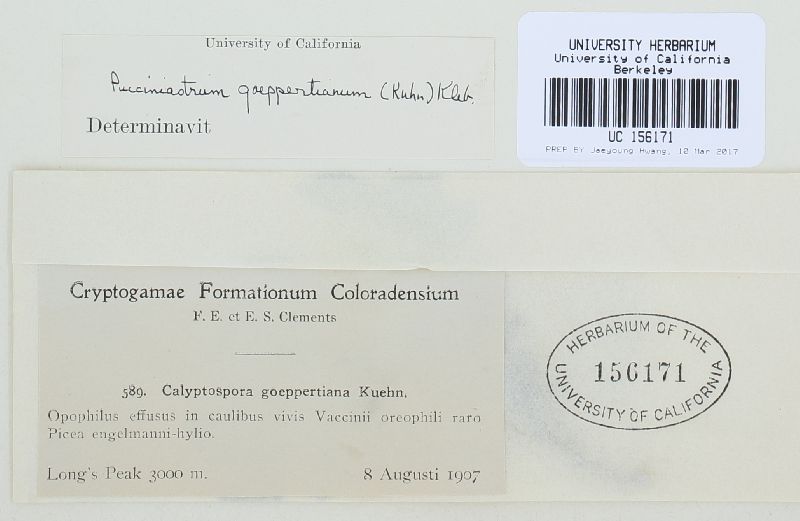 University of California
Pucciniastrum goeppertianum (Kuhn) Kleb.
Determinavit
UNIVERSITY HERBARIUM
University of California
Berkeley
UC 156171
PREP BY Jaeyoung Hwang, 10 Mar 2017
Cryptogamae Formationum Coloradensium
F. E. et E. S. Clements
589. Calyptospora goeppertiana Kuehn.
Opophilus effusus in caulibus vivis Vaccinii oreophili raro
Picea engelmanni-hylio.
Long's Peak 3000 m. 8 Augusti 1907
HERBARIUM OF THE
156171
UNIVERSITY OF CALIFORNIA